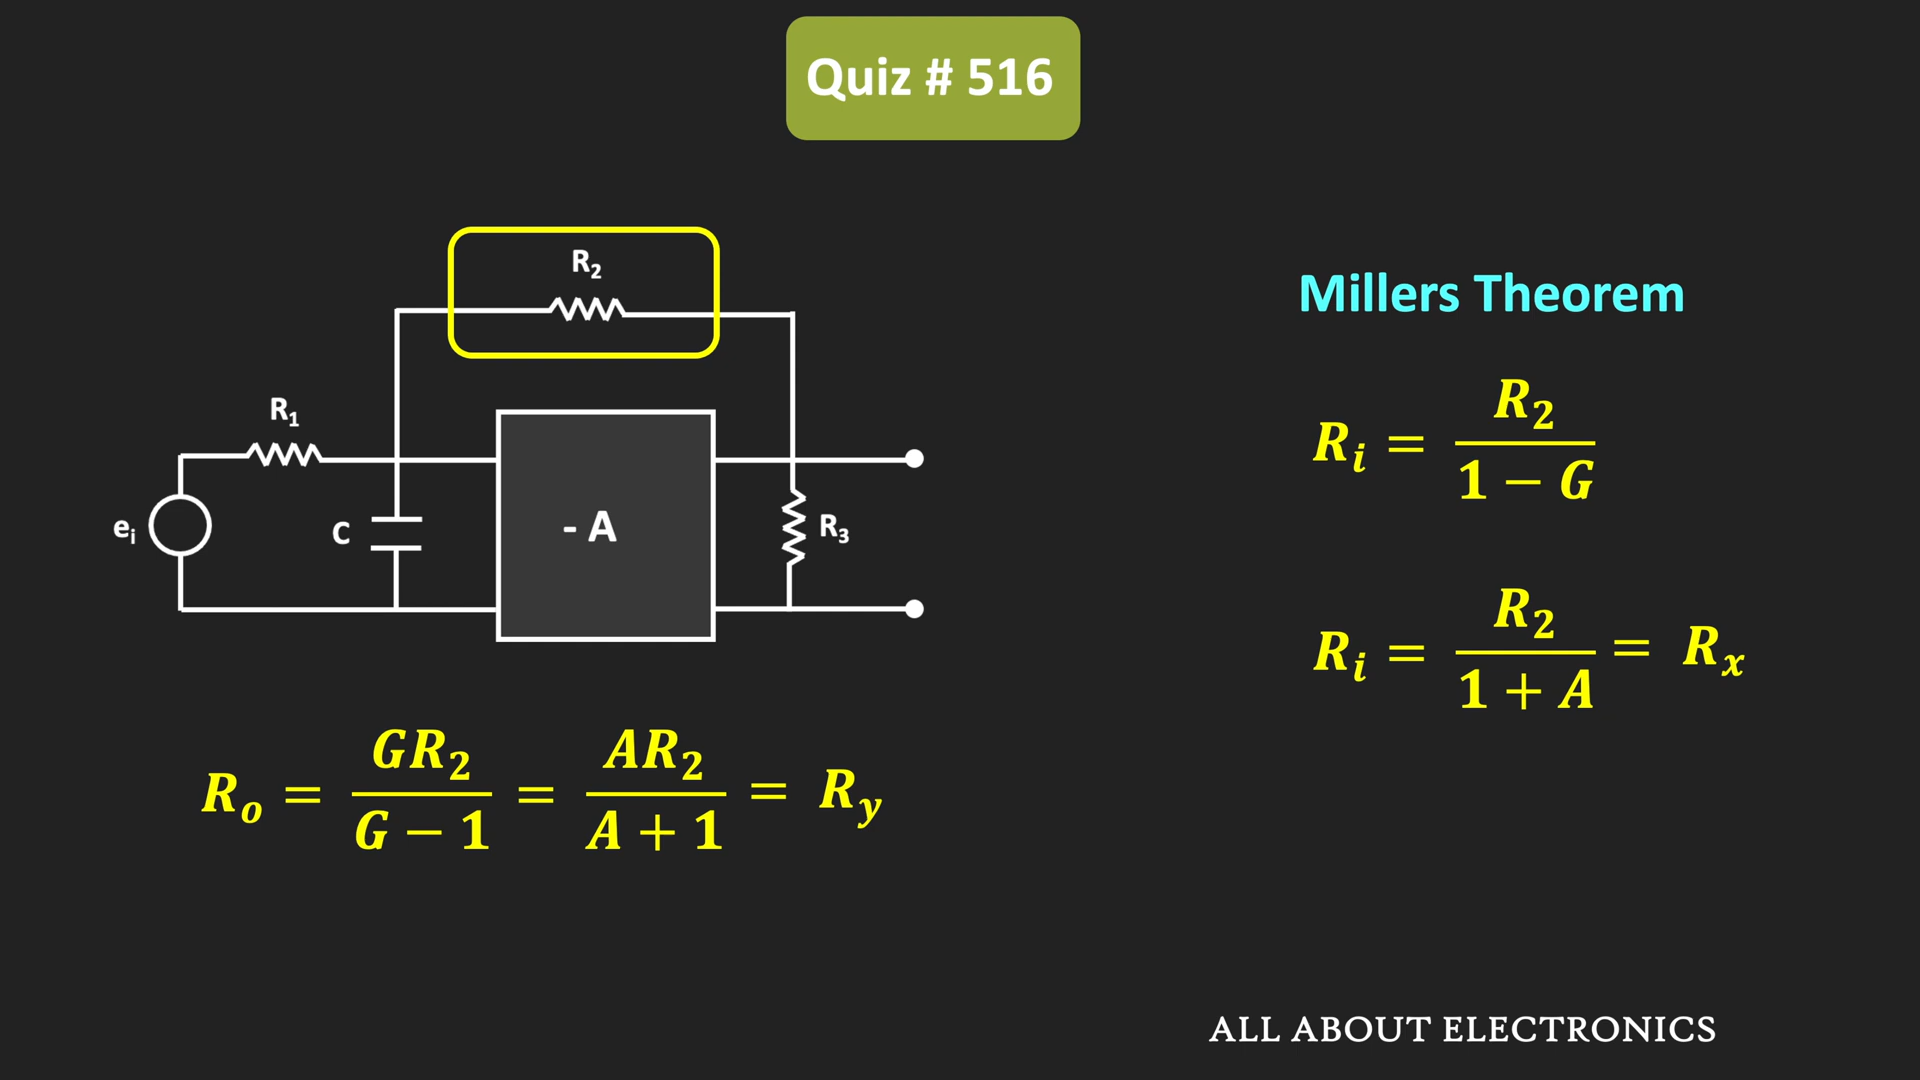 Quiz # 516
R₂
R₁
eᵢ
C
- A
R₃
Millers Theorem
Rᵢ = R₂ / (1 − G)
Rᵢ = R₂ / (1 + A) = Rₓ
Rₒ = GR₂ / (G − 1) = AR₂ / (A + 1) = R_y
ALL ABOUT ELECTRONICS